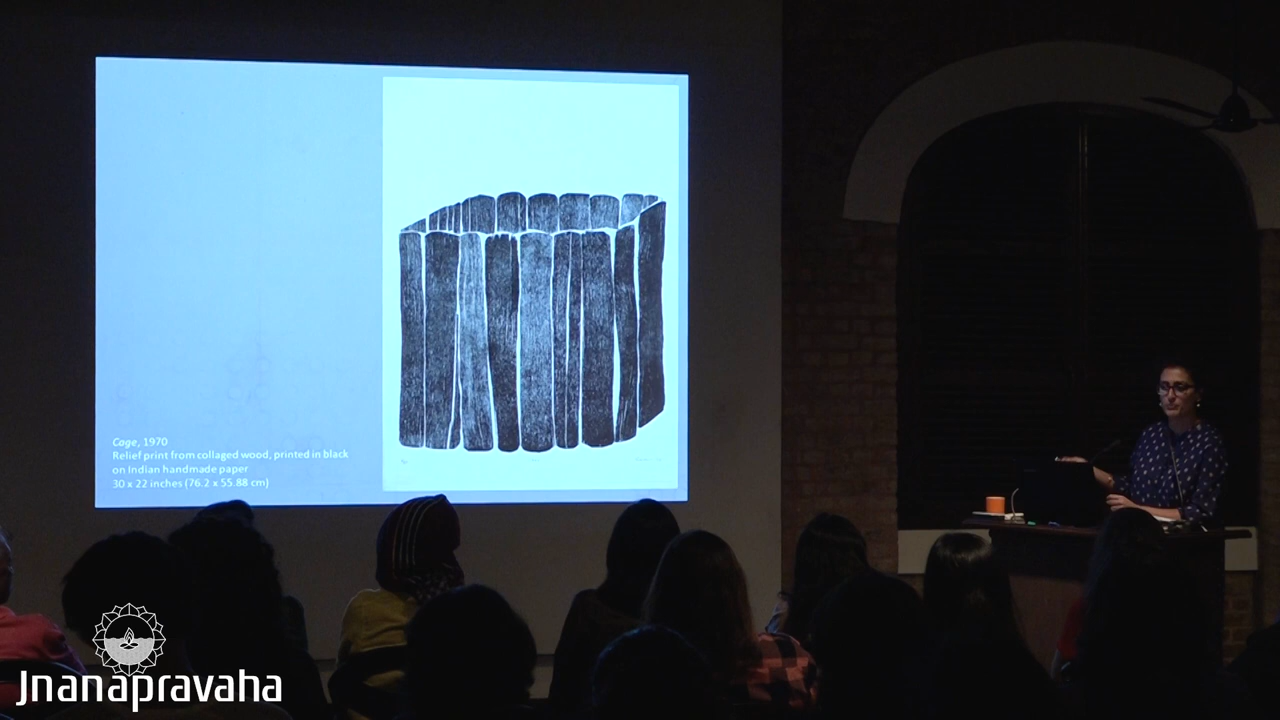 Cage, 1970
Relief print from collaged wood, printed in black
on Indian handmade paper
30 x 22 inches (76.2 x 55.88 cm)
Jnanapravaha